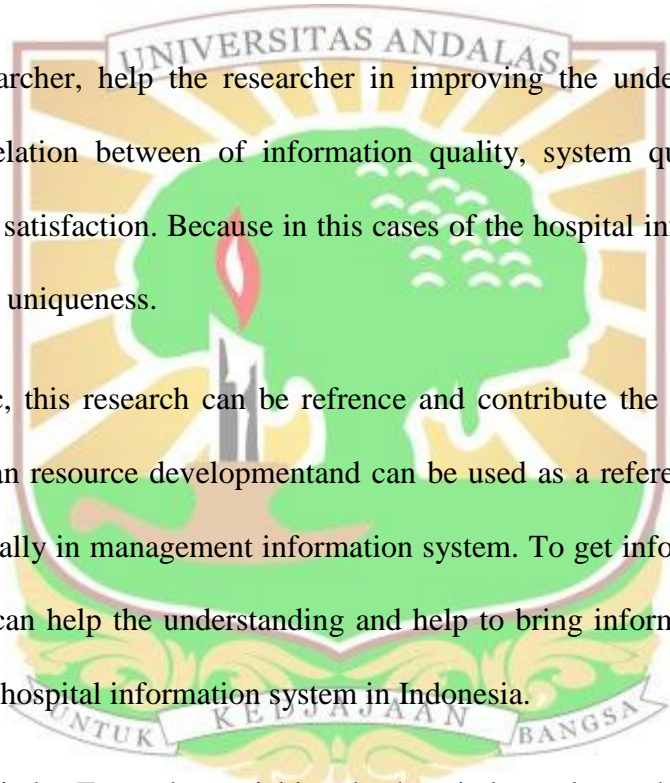 UNIVERSITAS ANDALAS
archer, help the researcher in improving the unde
elation between of information quality, system qu
satisfaction. Because in this cases of the hospital in
uniqueness.
, this research can be refrence and contribute the
an resource developmentand can be used as a refere
ally in management information system. To get info
can help the understanding and help to bring inform
hospital information system in Indonesia.
UNTUK KEDJAJAAN BANGSA